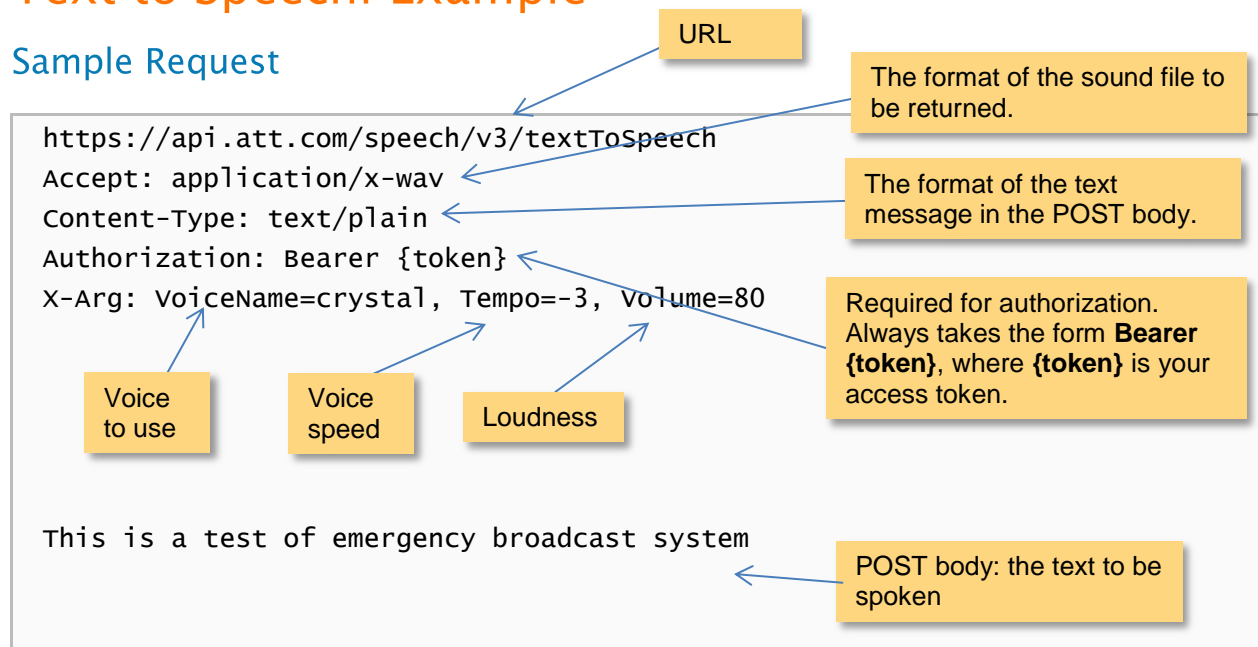 Text to Speech: Example
Sample Request
URL
The format of the sound file to
be returned.
https://api.att.com/speech/v3/textToSpeech
Accept: application/x-wav
Content-Type: text/plain
Authorization: Bearer {token}
X-Arg: VoiceName=crystal, Tempo=-3, Volume=80
The format of the text
message in the POST body.
Required for authorization.
Always takes the form Bearer
{token}, where {token} is your
access token.
Voice
to use
Voice
speed
Loudness
This is a test of emergency broadcast system
POST body: the text to be
spoken